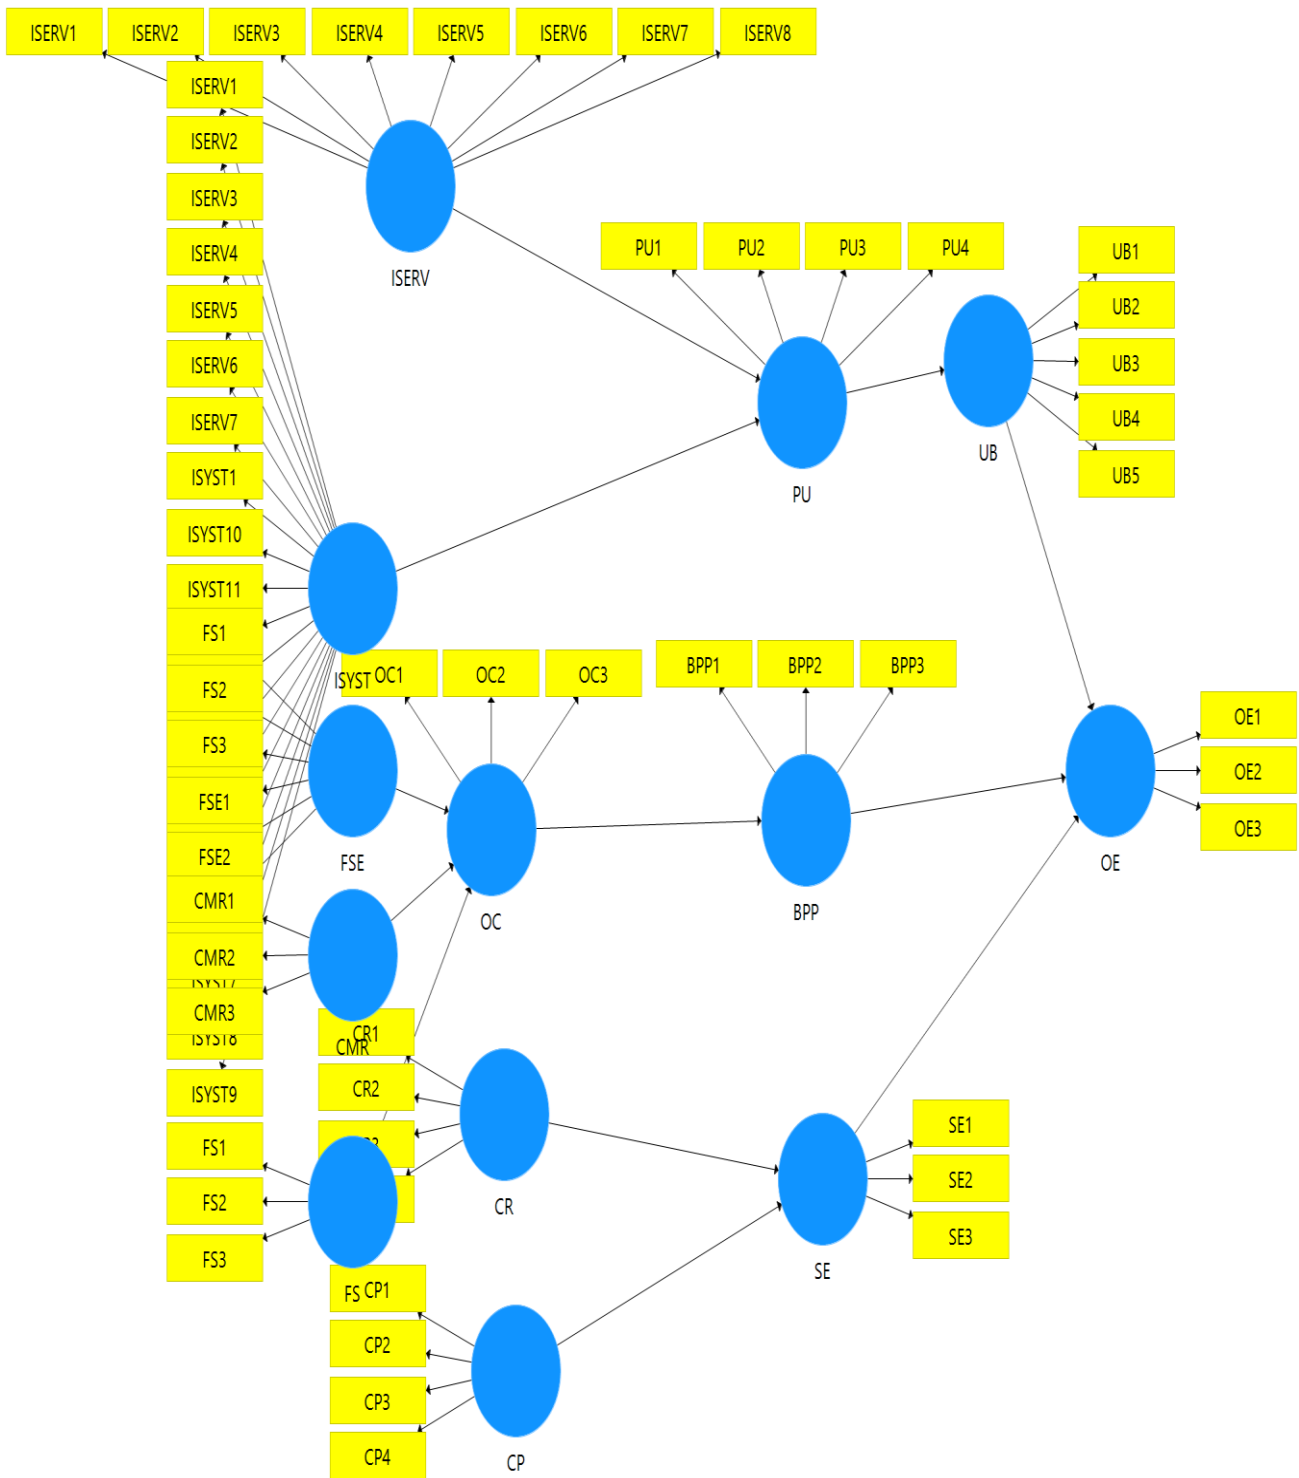 ISERV1 ISERV2 ISERV3 ISERV4 ISERV5 ISERV6 ISERV7 ISERV8
ISERV1
ISERV2
ISERV3
ISERV4
ISERV5
ISERV6
ISERV7
ISYST1
ISYST10
ISYST11
FS1
FS2
FS3
FSE1
FSE2
CMR1
CMR2
ISYST7
CMR3
ISYST8
ISYST9
FS1
FS2
FS3
ISERV
PU1 PU2 PU3 PU4
PU
UB1
UB2
UB3
UB4
UB5
UB
ISYST
OC1 OC2 OC3
OC
FSE
BPP1 BPP2 BPP3
BPP
OE1
OE2
OE3
OE
CMR
CR1
CR2
CR
SE1
SE2
SE3
SE
FS
CP1
CP2
CP3
CP4
CP